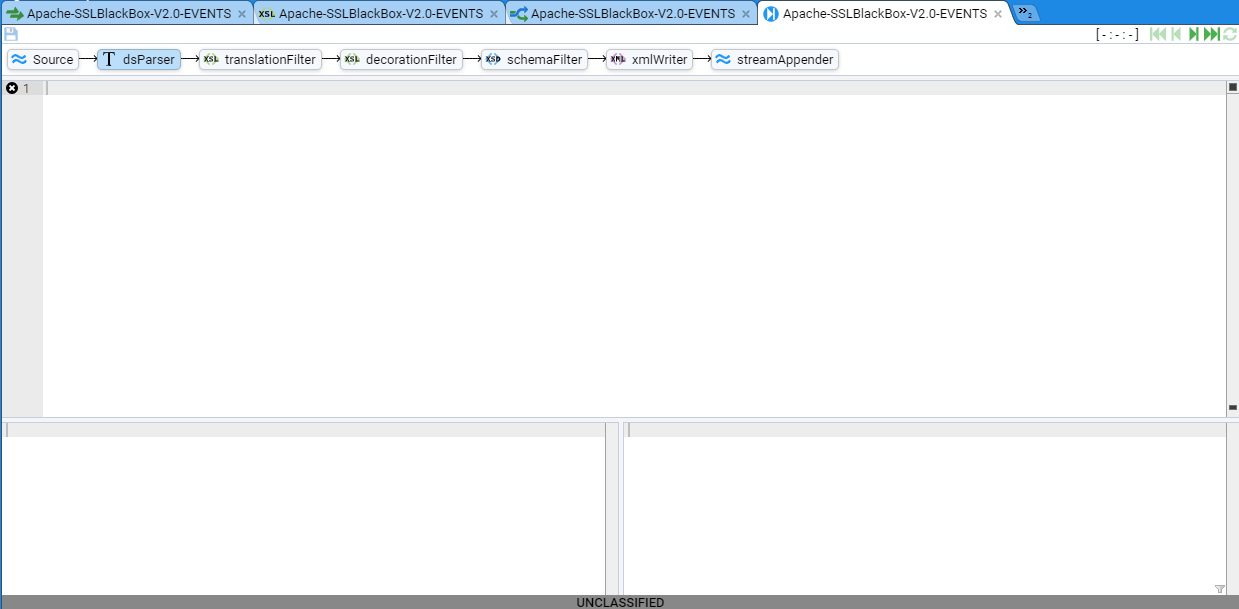 Apache-SSLBlackBox-V2.0-EVENTS × XSL Apache-SSLBlackBox-V2.0-EVENTS × Apache-SSLBlackBox-V2.0-EVENTS × Apache-SSLBlackBox-V2.0-EVENTS × »2
[-:-:-]
Source T dsParser XSL translationFilter XSL decorationFilter XSD schemaFilter XML xmlWriter streamAppender
1
UNCLASSIFIED